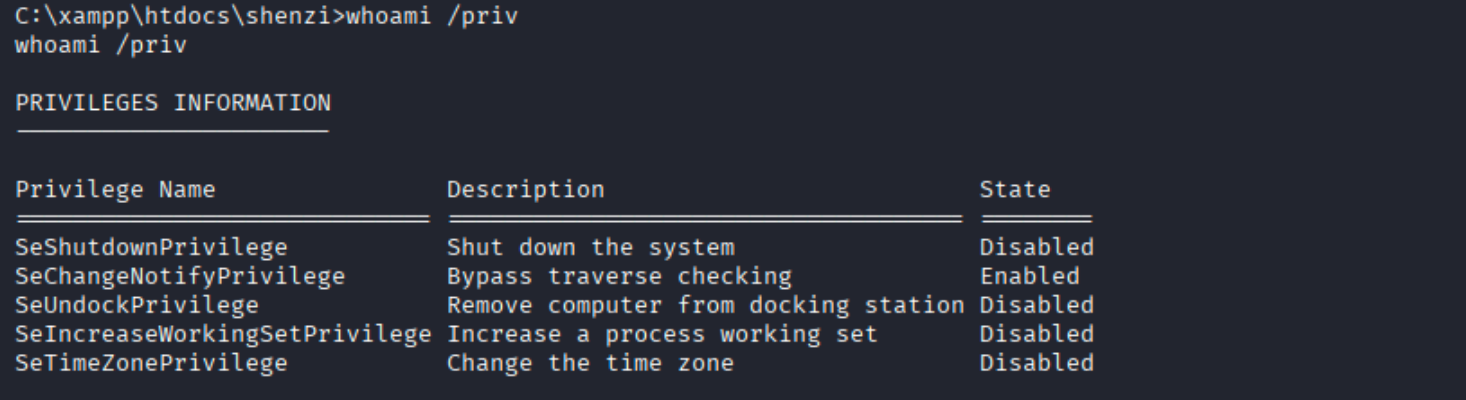 C:\xampp\htdocs\shenzi>whoami /priv
whoami /priv
PRIVILEGES INFORMATION
Privilege Name Description State
SeShutdownPrivilege Shut down the system Disabled
SeChangeNotifyPrivilege Bypass traverse checking Enabled
SeUndockPrivilege Remove computer from docking station Disabled
SeIncreaseWorkingSetPrivilege Increase a process working set Disabled
SeTimeZonePrivilege Change the time zone Disabled